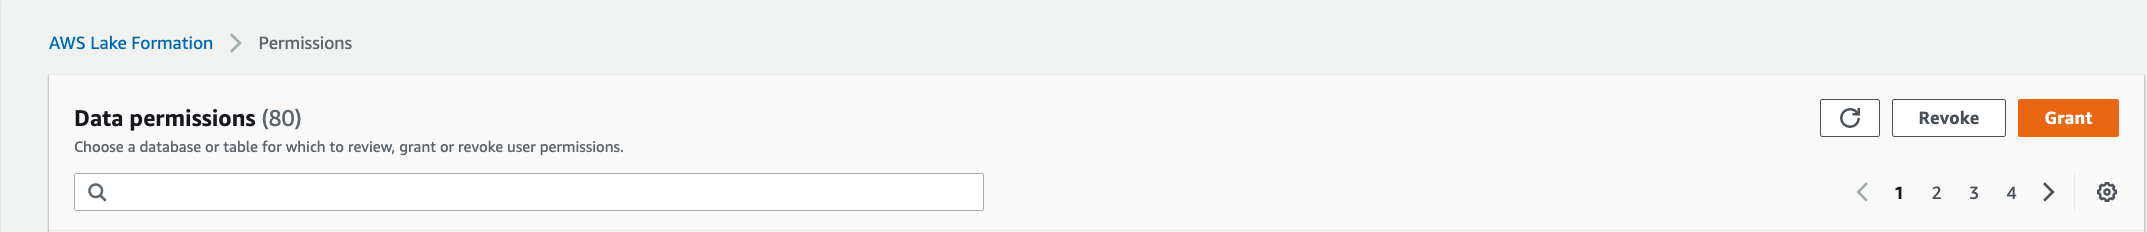 AWS Lake Formation > Permissions
Data permissions (80)
Revoke
Grant
Choose a database or table for which to review, grant or revoke user permissions.
1 2 3 4